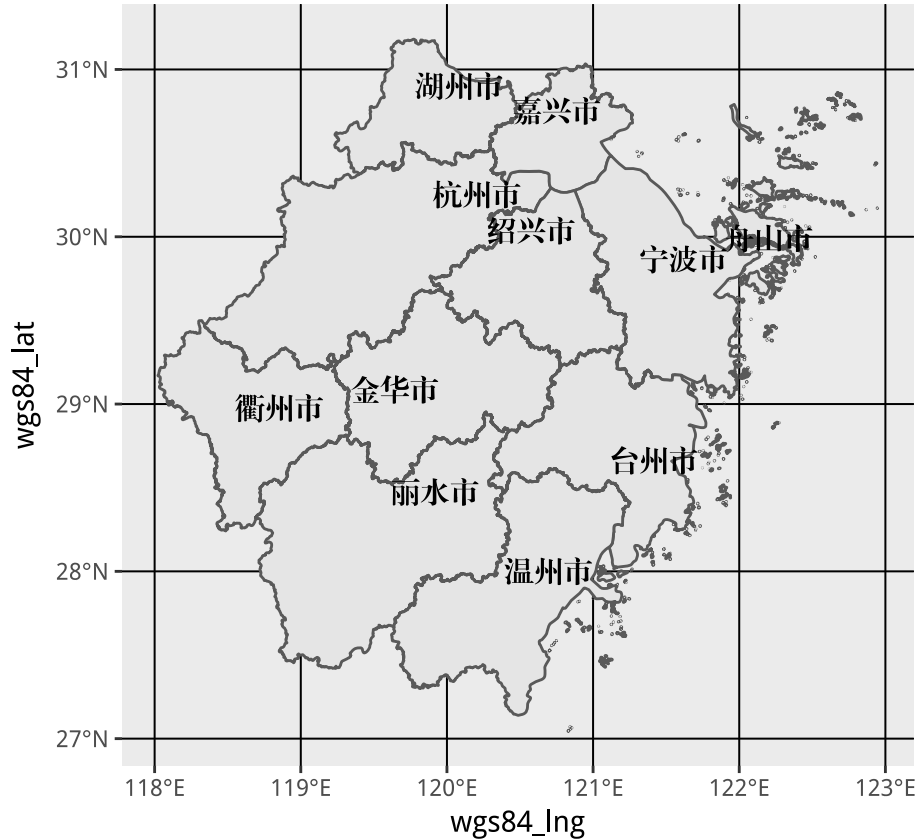 31°N
湖州市
嘉兴市
杭州市
绍兴市
30°N
舟山市
宁波市
金华市
衢州市
29°N
台州市
丽水市
温州市
28°N
27°N
118°E 119°E 120°E 121°E 122°E 123°E
wgs84_lng
wgs84_lat